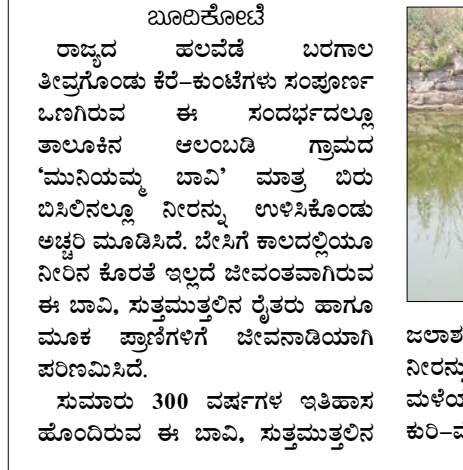 ಬೂದಿಕೋಟೆ
ರಾಜ್ಯದ ಹಲವೆಡೆ ಬರಗಾಲ
ತೀವ್ರಗೊಂಡು ಕೆರೆ–ಕುಂಟೆಗಳು ಸಂಪೂರ್ಣ
ಒಣಗಿರುವ ಈ ಸಂದರ್ಭದಲ್ಲೂ
ತಾಲೂಕಿನ ಆಲಂಬಡಿ ಗ್ರಾಮದ
‘ಮುನಿಯಮ್ಮ ಬಾವಿ’ ಮಾತ್ರ ಬಿರು
ಬಿಸಿಲಿನಲ್ಲೂ ನೀರನ್ನು ಉಳಿಸಿಕೊಂಡು
ಅಚ್ಚರಿ ಮೂಡಿಸಿದೆ. ಬೇಸಿಗೆ ಕಾಲದಲ್ಲಿಯೂ
ನೀರಿನ ಕೊರತೆ ಇಲ್ಲದೆ ಜೀವಂತವಾಗಿರುವ
ಈ ಬಾವಿ, ಸುತ್ತಮುತ್ತಲಿನ ರೈತರು ಹಾಗೂ
ಮೂಕ ಪ್ರಾಣಿಗಳಿಗೆ ಜೀವನಾಡಿಯಾಗಿ
ಪರಿಣಮಿಸಿದೆ.
ಸುಮಾರು 300 ವರ್ಷಗಳ ಇತಿಹಾಸ
ಹೊಂದಿರುವ ಈ ಬಾವಿ, ಸುತ್ತಮುತ್ತಲಿನ
ಜಲಾಶ
ನೀರನ್ನು
ಮಳೆಯ
ಕುರಿ–ಮ